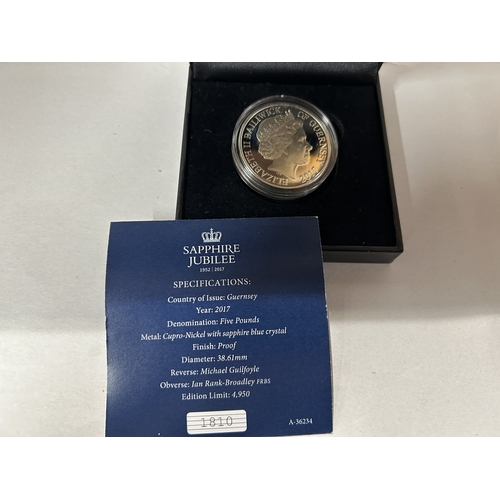 ELIZABETH II BAILIWICK OF GUERNSEY 2017
SAPPHIRE
JUBILEE
1952 | 2017
SPECIFICATIONS:
Country of Issue: Guernsey
Year: 2017
Denomination: Five Pounds
Metal: Cupro-Nickel with sapphire blue crystal
Finish: Proof
Diameter: 38.61mm
Reverse: Michael Guilfoyle
Obverse: Ian Rank-Broadley FRBS
Edition Limit: 4,950
1810
A-36234